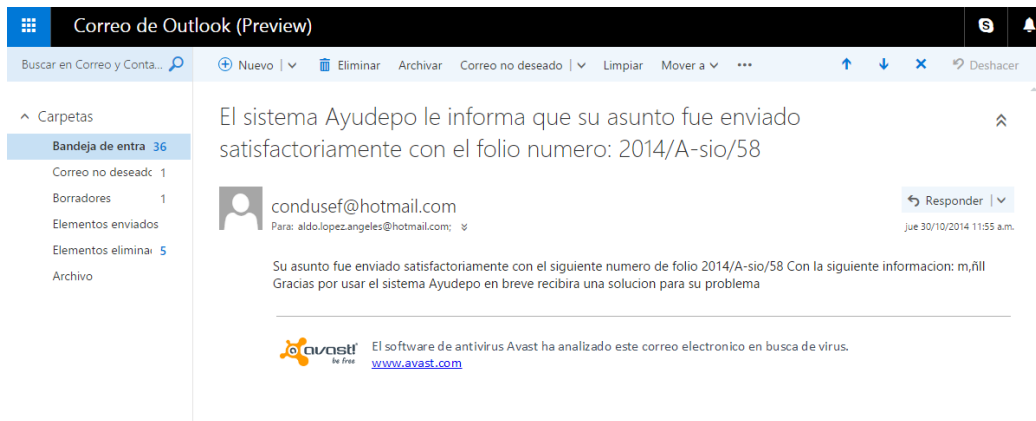 Correo de Outlook (Preview)
Buscar en Correo y Conta...
Nuevo
Eliminar
Archivar
Correo no deseado
Limpiar
Mover a
Deshacer
Carpetas
Bandeja de entra 36
Correo no deseadc 1
Borradores 1
Elementos enviados
Elementos elimina 5
Archivo
El sistema Ayudepo le informa que su asunto fue enviado
satisfactoriamente con el folio numero: 2014/A-sio/58
condusef@hotmail.com
Para: aldo.lopez.angeles@hotmail.com;
Responder
jue 30/10/2014 11:55 a.m.
Su asunto fue enviado satisfactoriamente con el siguiente numero de folio 2014/A-sio/58 Con la siguiente informacion: m,ñll
Gracias por usar el sistema Ayudepo en breve recibira una solucion para su problema
avast!
be free
El software de antivirus Avast ha analizado este correo electronico en busca de virus.
www.avast.com